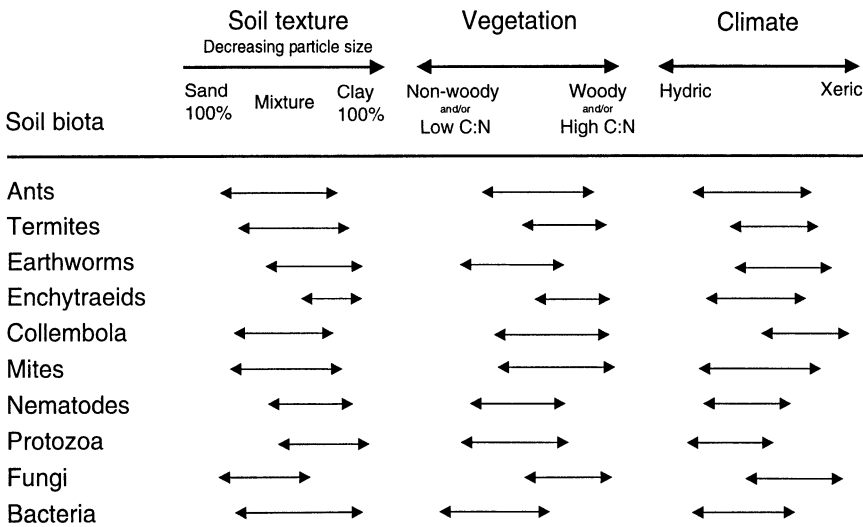 Soil texture Vegetation Climate
Decreasing particle size
Sand 100% Mixture Clay 100% Non-woody and/or Low C:N Woody and/or High C:N Hydric Xeric
Soil biota
Ants
Termites
Earthworms
Enchytraeids
Collembola
Mites
Nematodes
Protozoa
Fungi
Bacteria